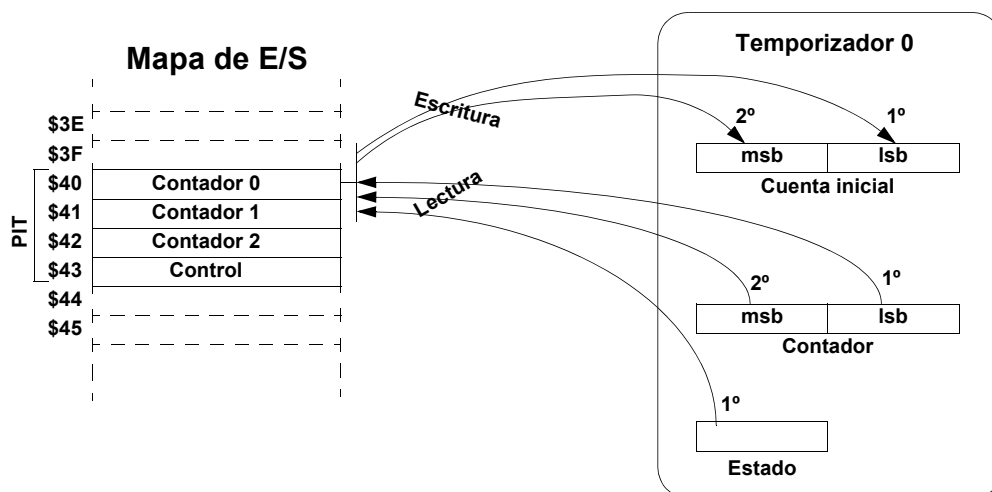 Mapa de E/S
$3E
$3F
$40 Contador 0
$41 Contador 1
$42 Contador 2
$43 Control
$44
$45
PIT
Escritura
Lectura
Temporizador 0
2º 1º
msb lsb
Cuenta inicial
2º 1º
msb lsb
Contador
1º
Estado